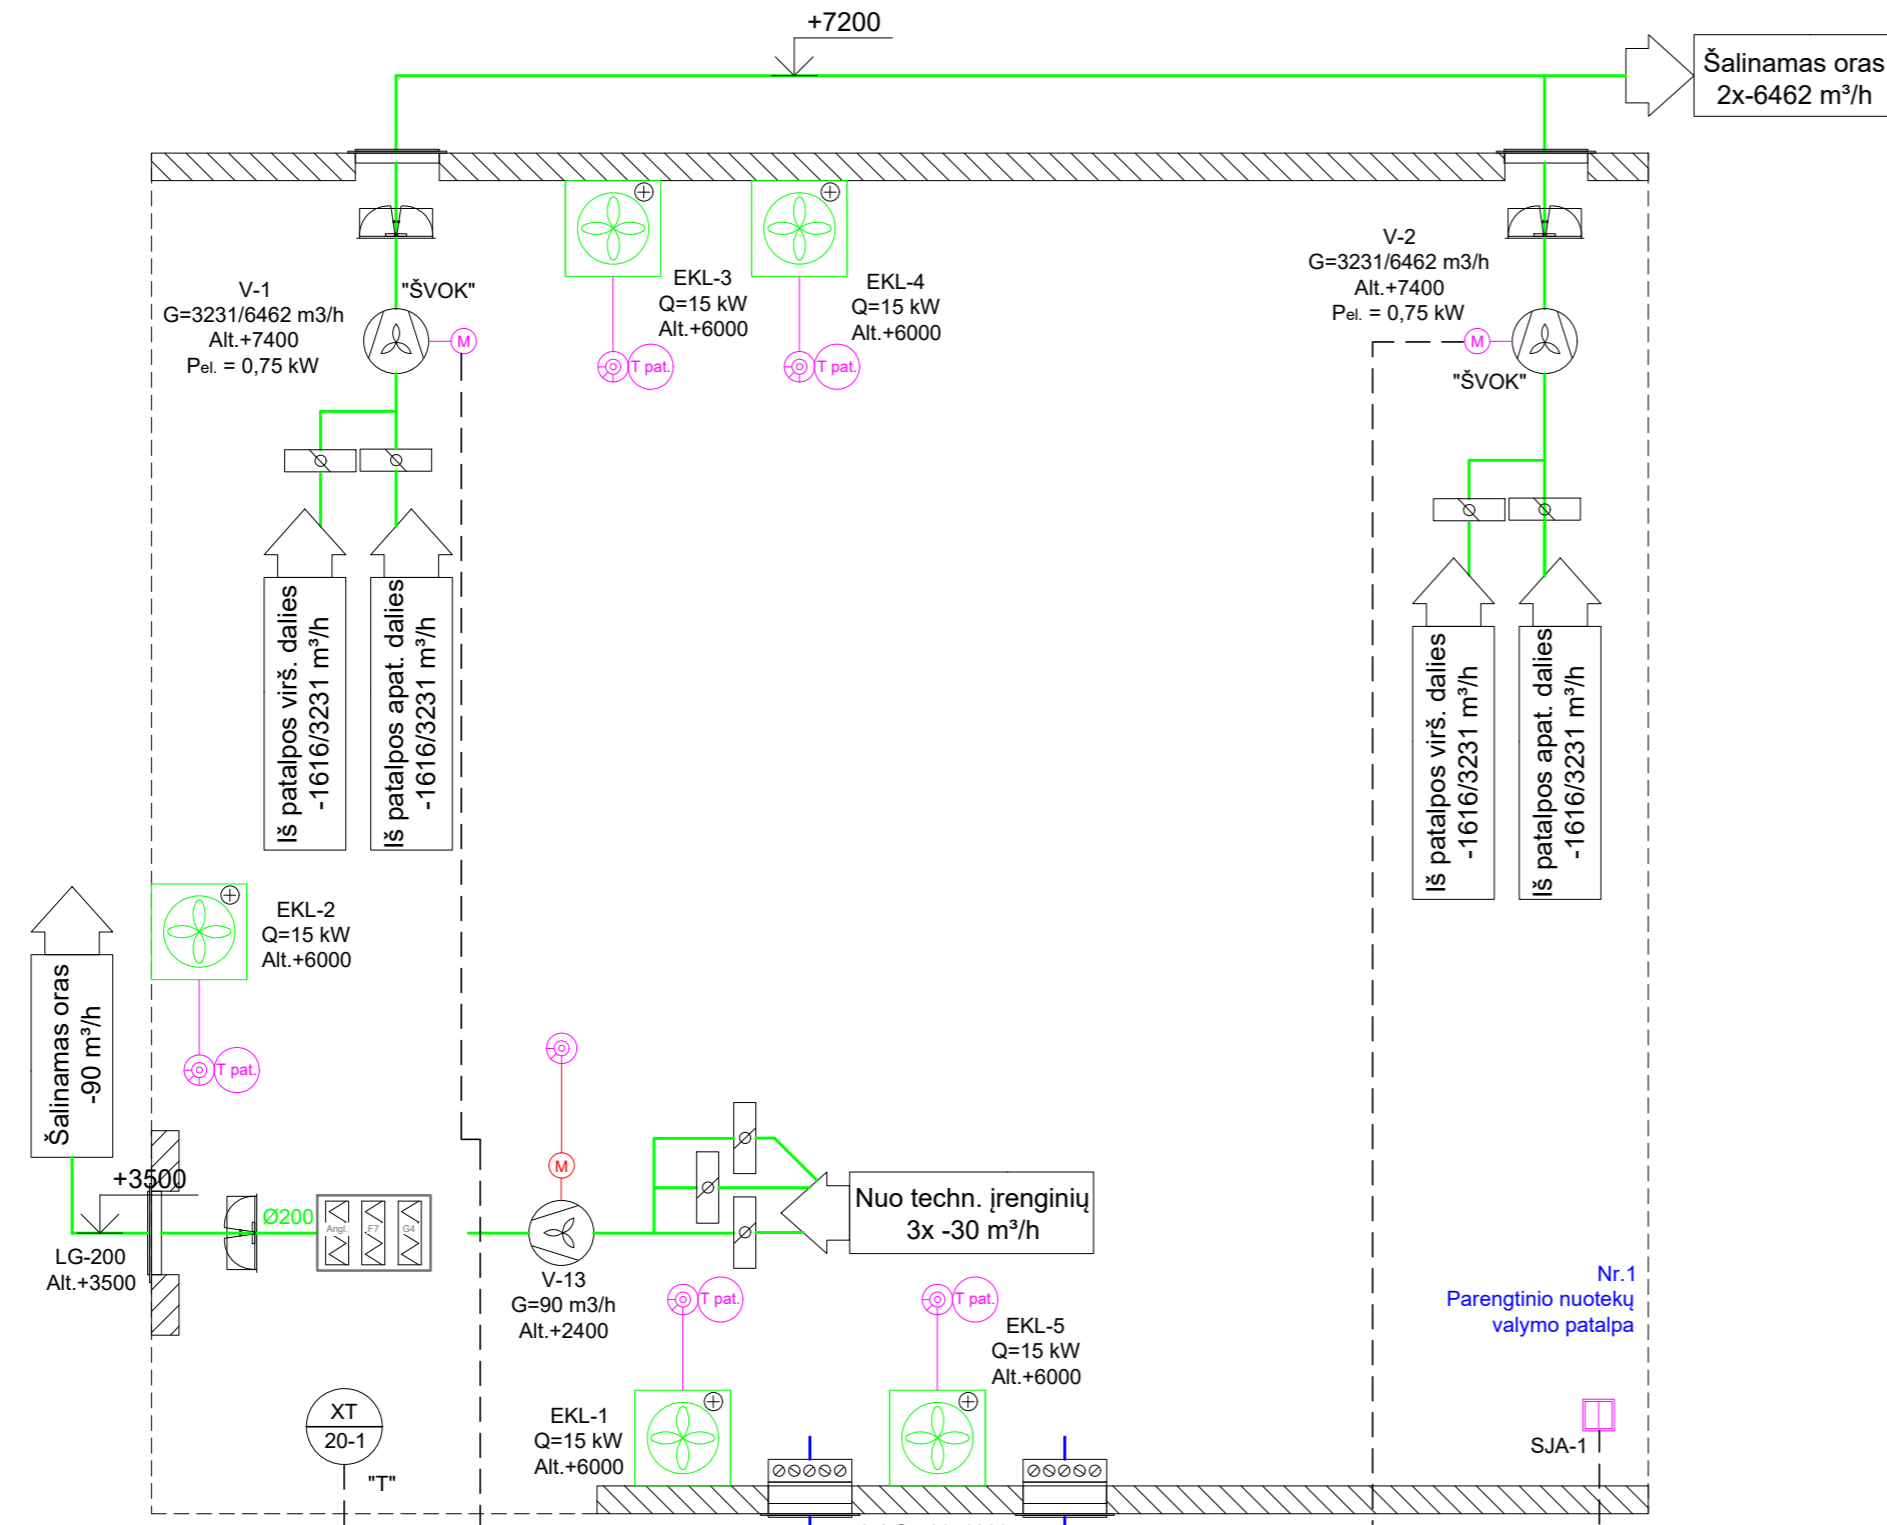 +7200
Šalinamas oras
2x-6462 m³/h
V-1
G=3231/6462 m3/h
Alt.+7400
Pel. = 0,75 kW
"ŠVOK"
M
EKL-3
Q=15 kW
Alt.+6000
T pat.
EKL-4
Q=15 kW
Alt.+6000
T pat.
V-2
G=3231/6462 m3/h
Alt.+7400
Pel. = 0,75 kW
M
"ŠVOK"
Iš patalpos virš. dalies
-1616/3231 m³/h
Iš patalpos apat. dalies
-1616/3231 m³/h
Iš patalpos virš. dalies
-1616/3231 m³/h
Iš patalpos apat. dalies
-1616/3231 m³/h
EKL-2
Q=15 kW
Alt.+6000
T pat.
Šalinamas oras
-90 m³/h
+3500
LG-200
Alt.+3500
Ø200
Angl.
F7
G4
M
V-13
G=90 m3/h
Alt.+2400
Nuo techn. įrenginių
3x -30 m³/h
T pat.
T pat.
EKL-5
Q=15 kW
Alt.+6000
EKL-1
Q=15 kW
Alt.+6000
Nr.1
Parengtinio nuotekų
valymo patalpa
XT
20-1
"T"
SJA-1